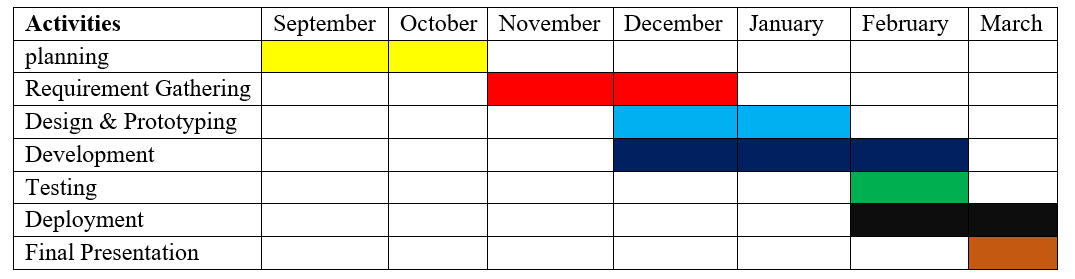 Activities September October November December January February March
planning
Requirement Gathering
Design & Prototyping
Development
Testing
Deployment
Final Presentation